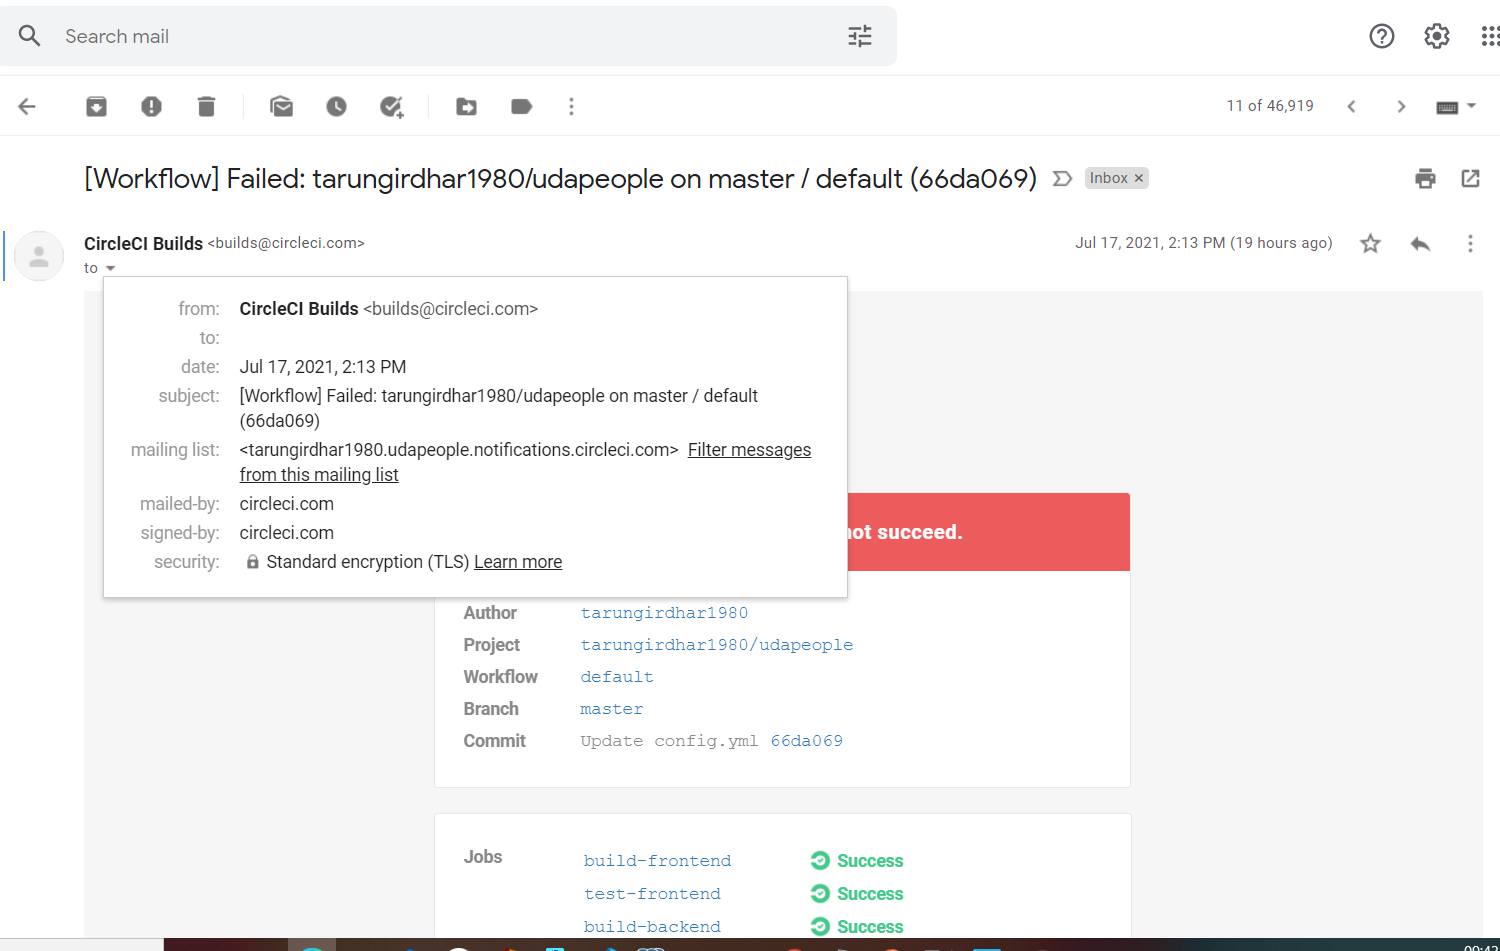 Search mail
11 of 46,919
[Workflow] Failed: tarungirdhar1980/udapeople on master / default (66da069)
Inbox ×
CircleCI Builds <builds@circleci.com>
Jul 17, 2021, 2:13 PM (19 hours ago)
to
from: CircleCI Builds <builds@circleci.com>
to:
date: Jul 17, 2021, 2:13 PM
subject: [Workflow] Failed: tarungirdhar1980/udapeople on master / default
(66da069)
mailing list: <tarungirdhar1980.udapeople.notifications.circleci.com> Filter messages
from this mailing list
mailed-by: circleci.com
signed-by: circleci.com
security: Standard encryption (TLS) Learn more
not succeed.
Author tarungirdhar1980
Project tarungirdhar1980/udapeople
Workflow default
Branch master
Commit Update config.yml 66da069
Jobs build-frontend Success
test-frontend Success
build-backend Success